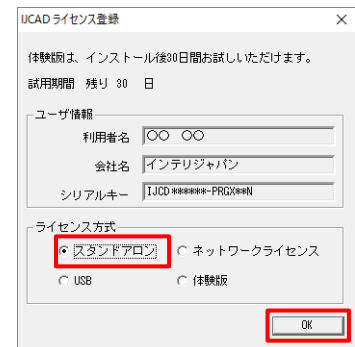 IJCADライセンス登録
体験版は、インストール後30日間お試しいただけます。
試用期間 残り 30 日
ユーザ情報
利用者名 〇〇 〇〇
会社名 インテリジャパン
シリアルキー IJCD******-PRGX**N
ライセンス方式
スタンドアロン ネットワークライセンス
USB 体験版
OK